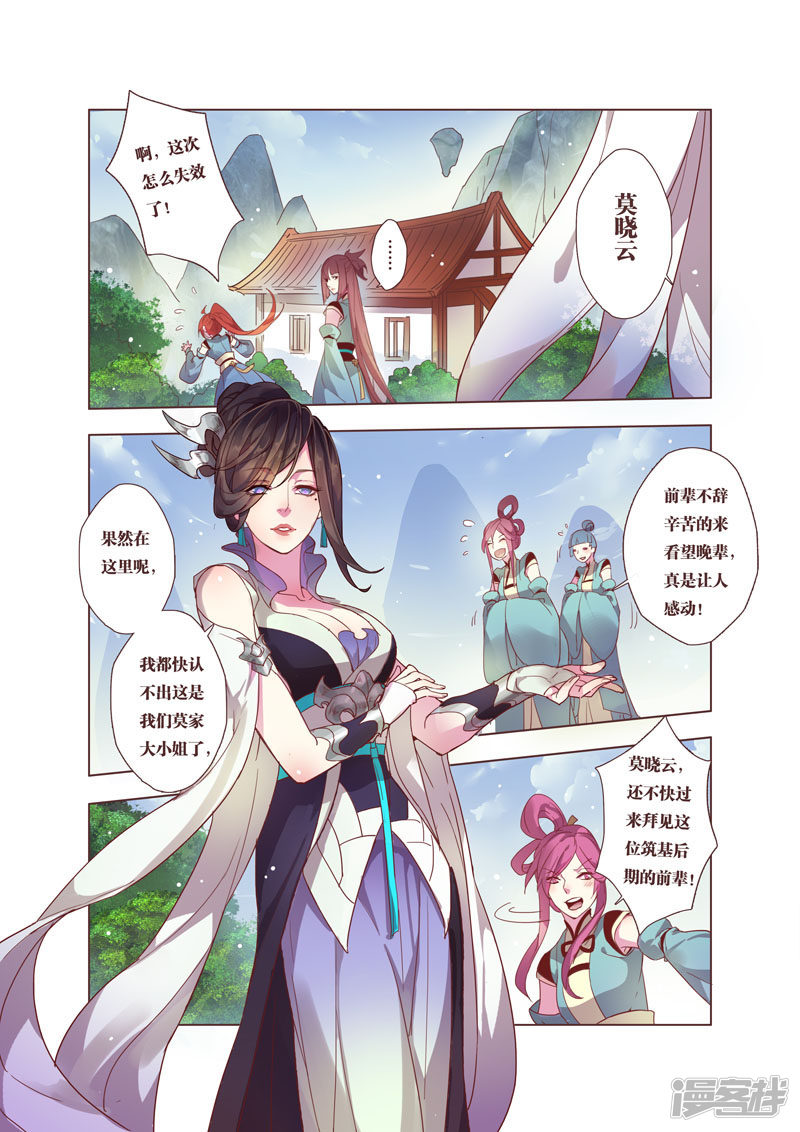 啊，这次
怎么失效
了！
……
莫晓云
果然在
这里呢，
我都快认
不出这是
我们莫家
大小姐了，
前辈不辞
辛苦的来
看望晚辈，
真是让人
感动！
莫晓云，
还不快过
来拜见这
位筑基后
期的前辈！
漫客栈